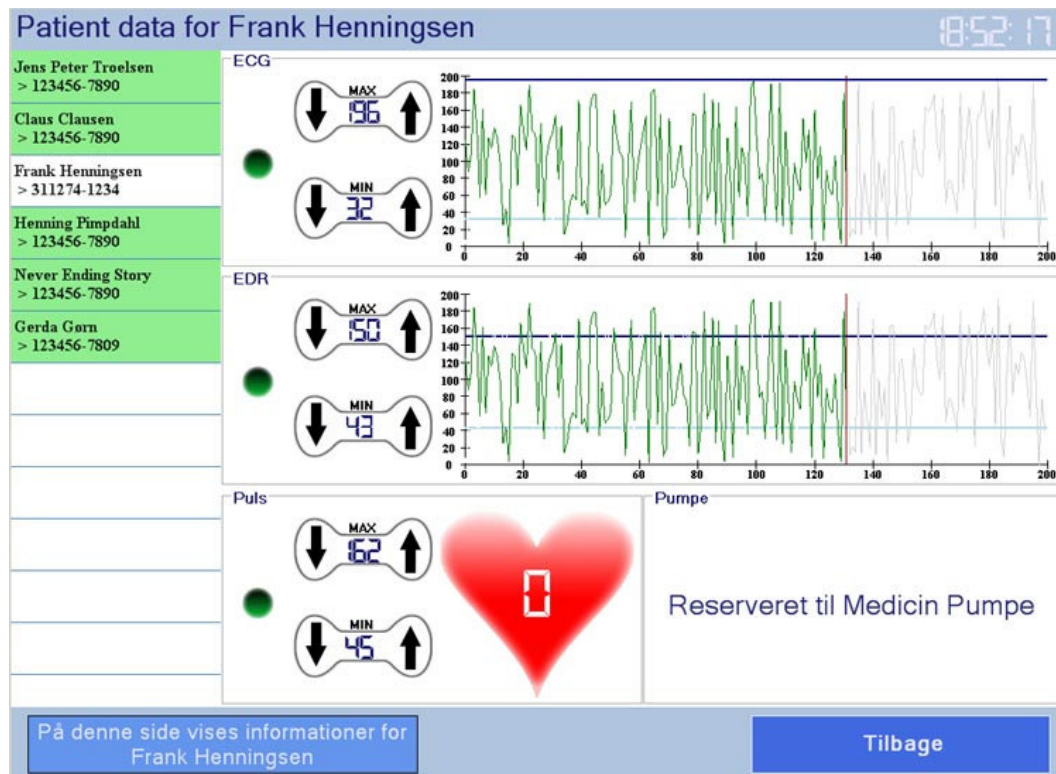 Patient data for Frank Henningsen
18:52:17
Jens Peter Troelsen
> 123456-7890
Claus Clausen
> 123456-7890
Frank Henningsen
> 311274-1234
Henning Pimpdahl
> 123456-7890
Never Ending Story
> 123456-7890
Gerda Gørn
> 123456-7809
ECG
MAX
196
MIN
32
200
180
160
140
120
100
80
60
40
20
0
0 20 40 60 80 100 120 140 160 180 200
EDR
MAX
150
MIN
43
200
180
160
140
120
100
80
60
40
20
0
0 20 40 60 80 100 120 140 160 180 200
Puls
MAX
162
MIN
45
0
Pumpe
Reserveret til Medicin Pumpe
På denne side vises informationer for
Frank Henningsen
Tilbage